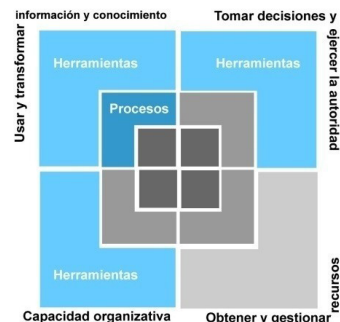 información y conocimiento
Tomar decisiones y
ejercer la autoridad
Usar y transformar
Herramientas
Herramientas
Procesos
Herramientas
recursos
Capacidad organizativa
Obtener y gestionar